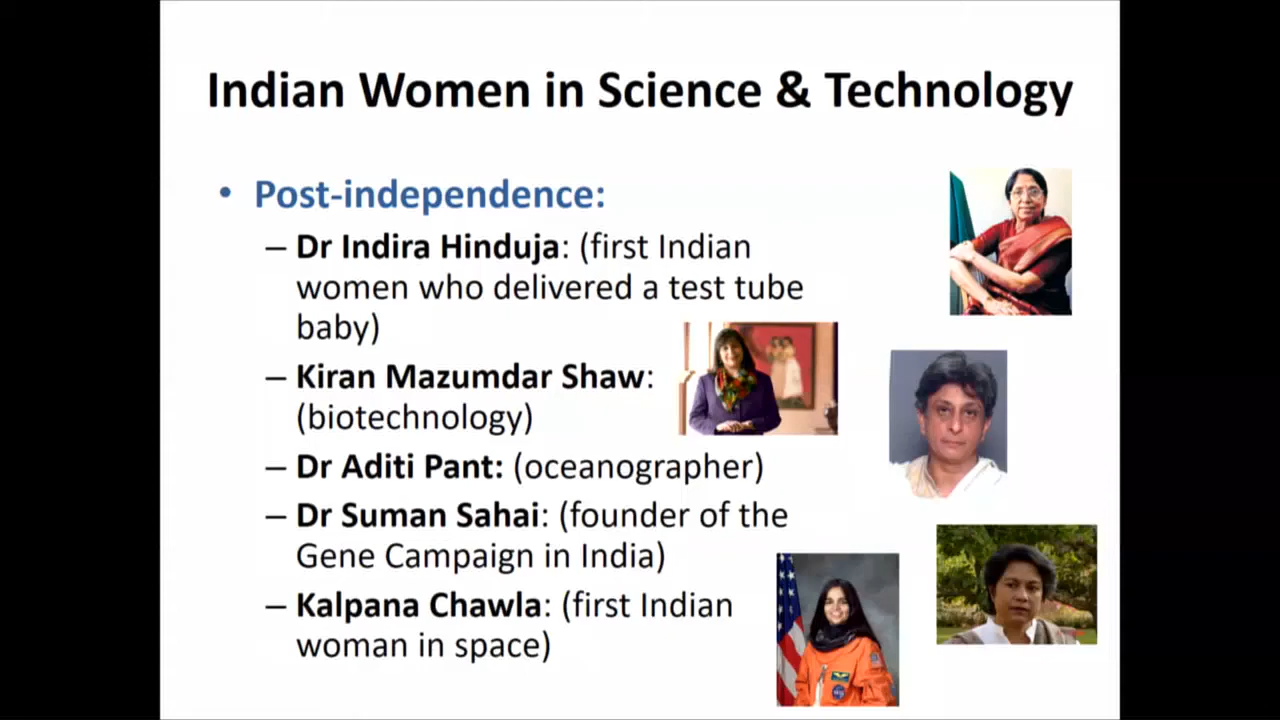 Indian Women in Science & Technology
• Post-independence:
– Dr Indira Hinduja: (first Indian
women who delivered a test tube
baby)
– Kiran Mazumdar Shaw:
(biotechnology)
– Dr Aditi Pant: (oceanographer)
– Dr Suman Sahai: (founder of the
Gene Campaign in India)
– Kalpana Chawla: (first Indian
woman in space)